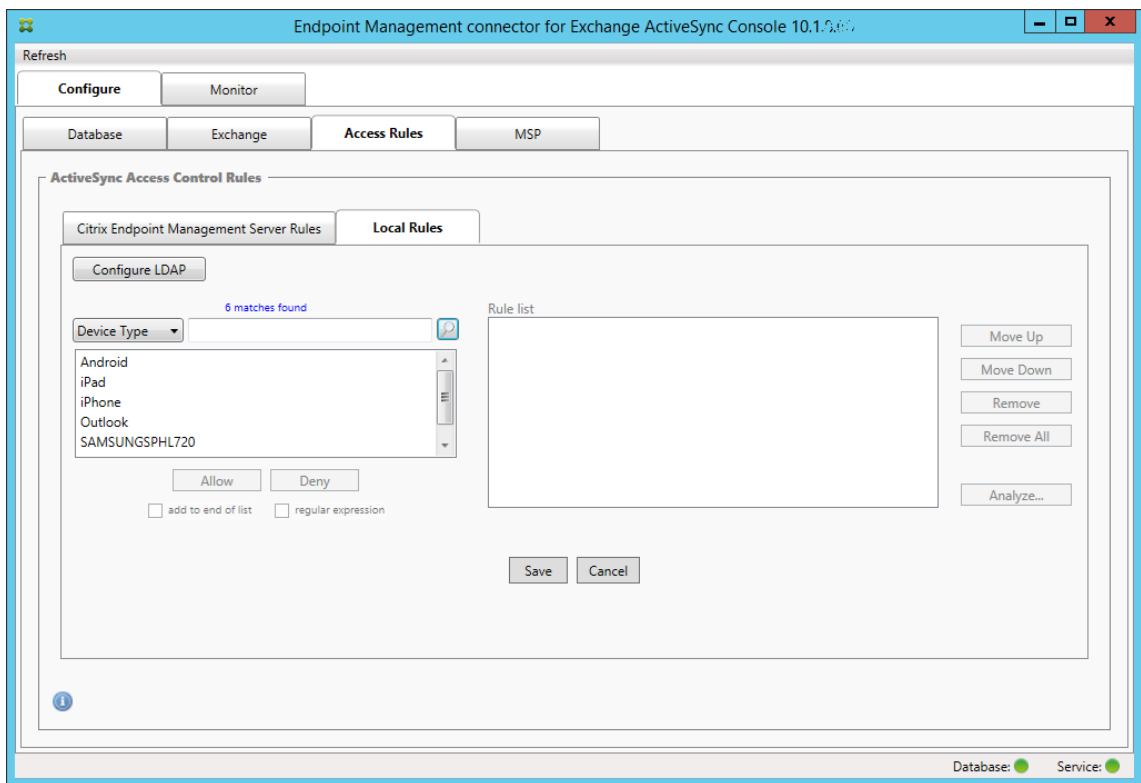 Endpoint Management connector for Exchange ActiveSync Console 10.1.
Refresh
Configure Monitor
Database Exchange Access Rules MSP
ActiveSync Access Control Rules
Citrix Endpoint Management Server Rules Local Rules
Configure LDAP
6 matches found Rule list
Device Type
Move Up
Android
iPad
Move Down
iPhone
Remove
Outlook
SAMSUNGSPHL720
Remove All
Allow Deny
Analyze...
add to end of list regular expression
Save Cancel
Database: Service: